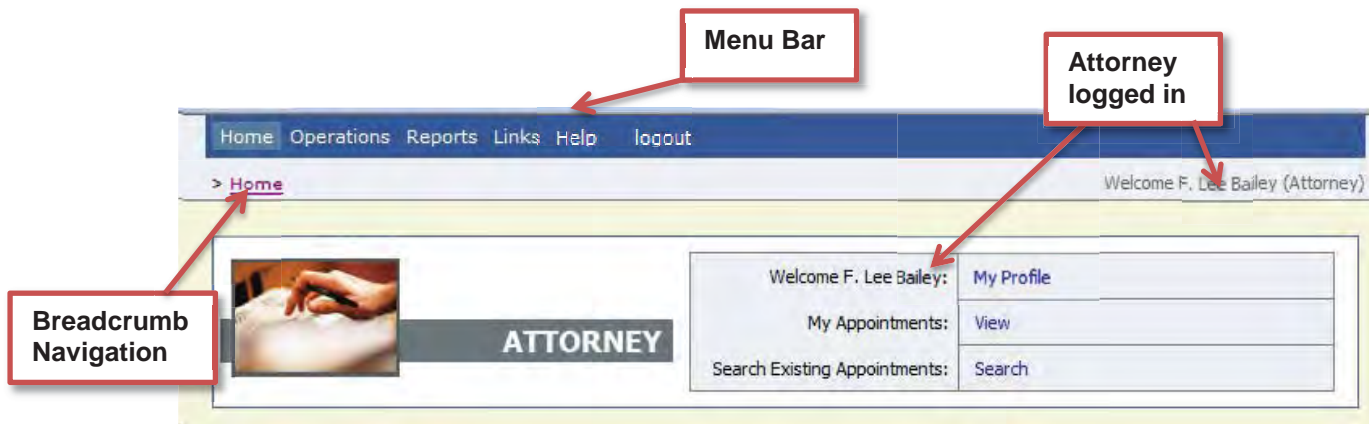 Menu Bar
Attorney
logged in
Home Operations Reports Links Help logout
> Home
Welcome F. Lee Bailey (Attorney)
Breadcrumb
Navigation
ATTORNEY
Welcome F. Lee Bailey: My Profile
My Appointments: View
Search Existing Appointments: Search